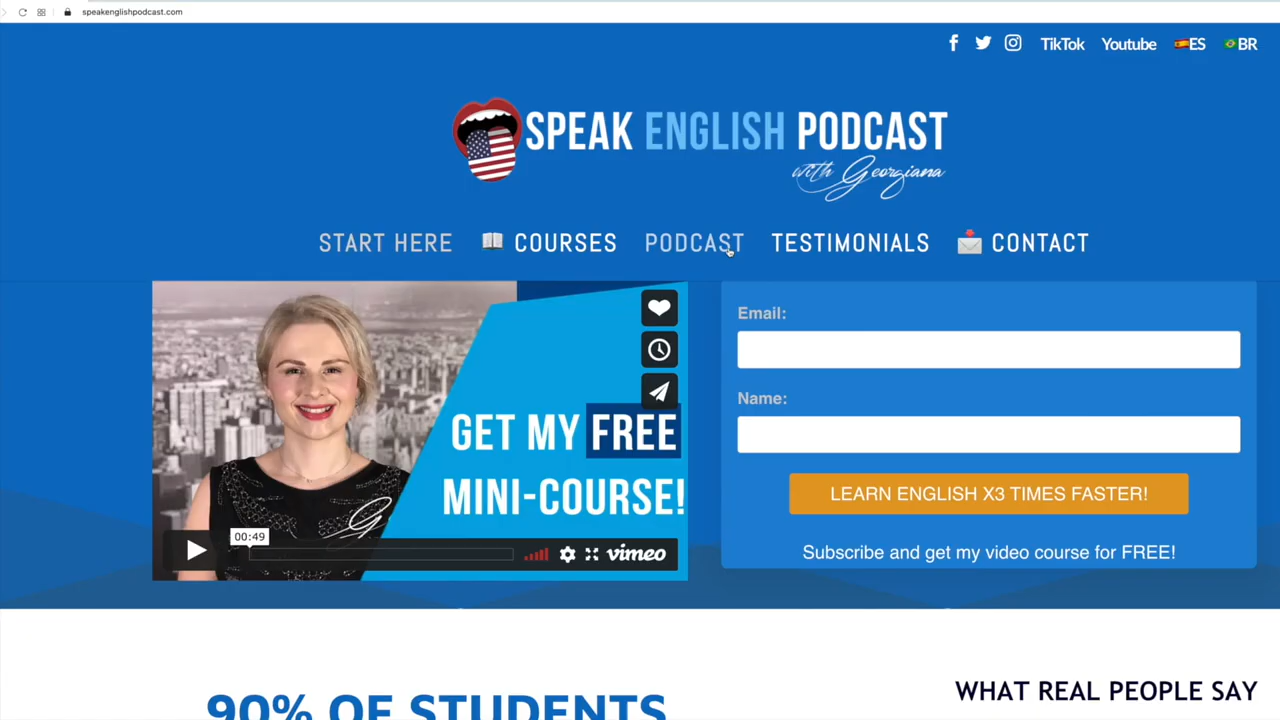 speakenglishpodcast.com
TikTok Youtube ES BR
SPEAK ENGLISH PODCAST
with Georgiana
START HERE COURSES PODCAST TESTIMONIALS CONTACT
GET MY FREE
MINI-COURSE!
G
00:49
vimeo
Email:
Name:
LEARN ENGLISH X3 TIMES FASTER!
Subscribe and get my video course for FREE!
90% OF STUDENTS
WHAT REAL PEOPLE SAY